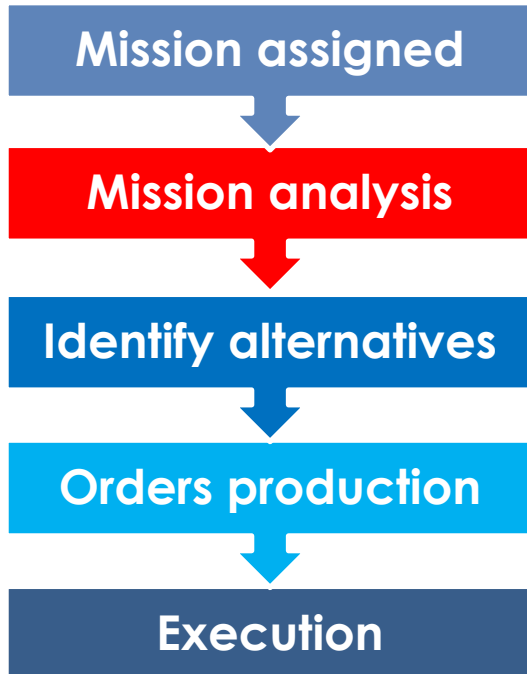 Mission assigned
Mission analysis
Identify alternatives
Orders production
Execution